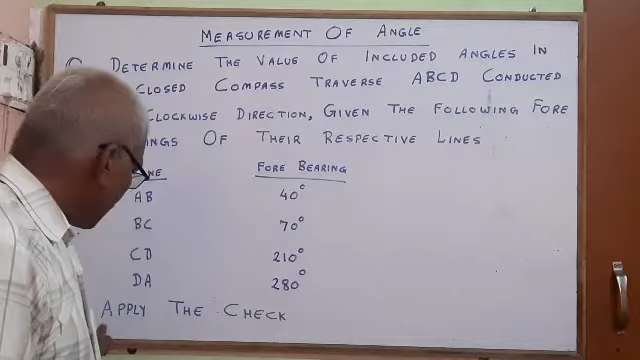 MEASUREMENT OF ANGLE
DETERMINE THE VALUE OF INCLUDED ANGLES IN
CLOSED COMPASS TRAVERSE ABCD CONDUCTED
CLOCKWISE DIRECTION, GIVEN THE FOLLOWING FORE
INGS OF THEIR RESPECTIVE LINES
NE FORE BEARING
AB 40°
BC 70°
CD 210°
DA 280°
APPLY THE CHECK